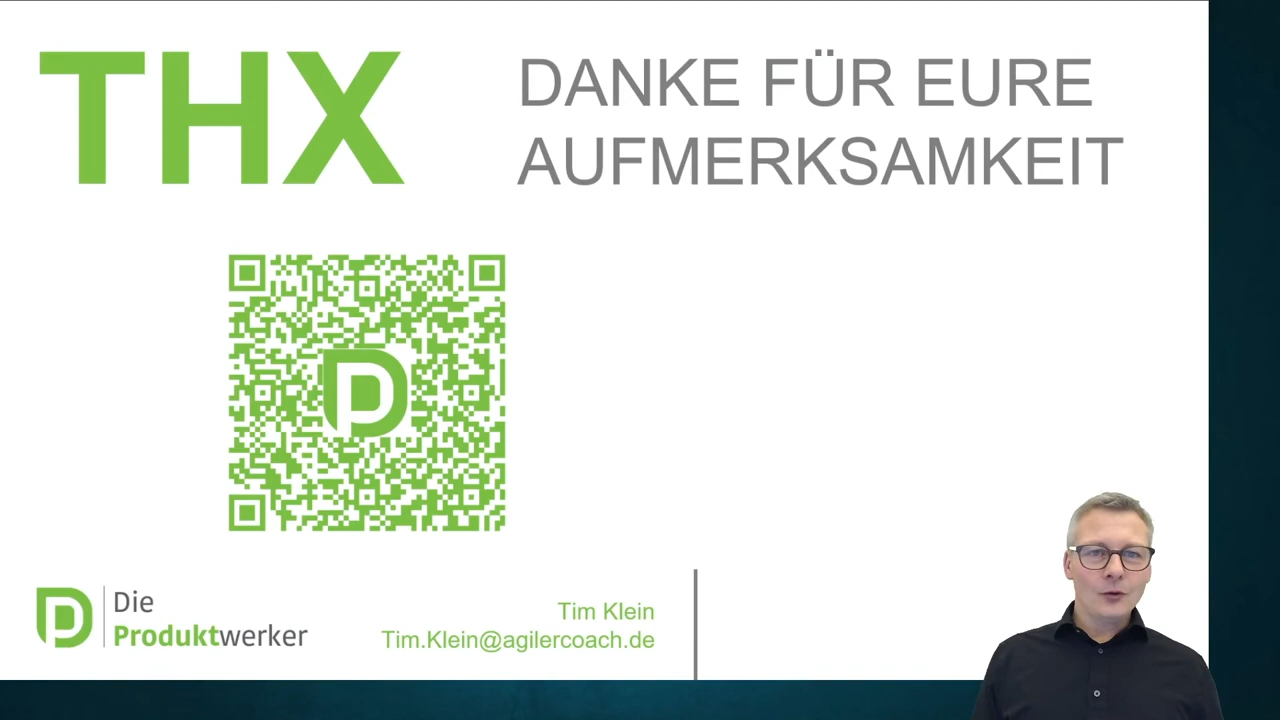 THX
DANKE FÜR EURE
AUFMERKSAMKEIT
Die
Produktwerker
Tim Klein
Tim.Klein@agilercoach.de